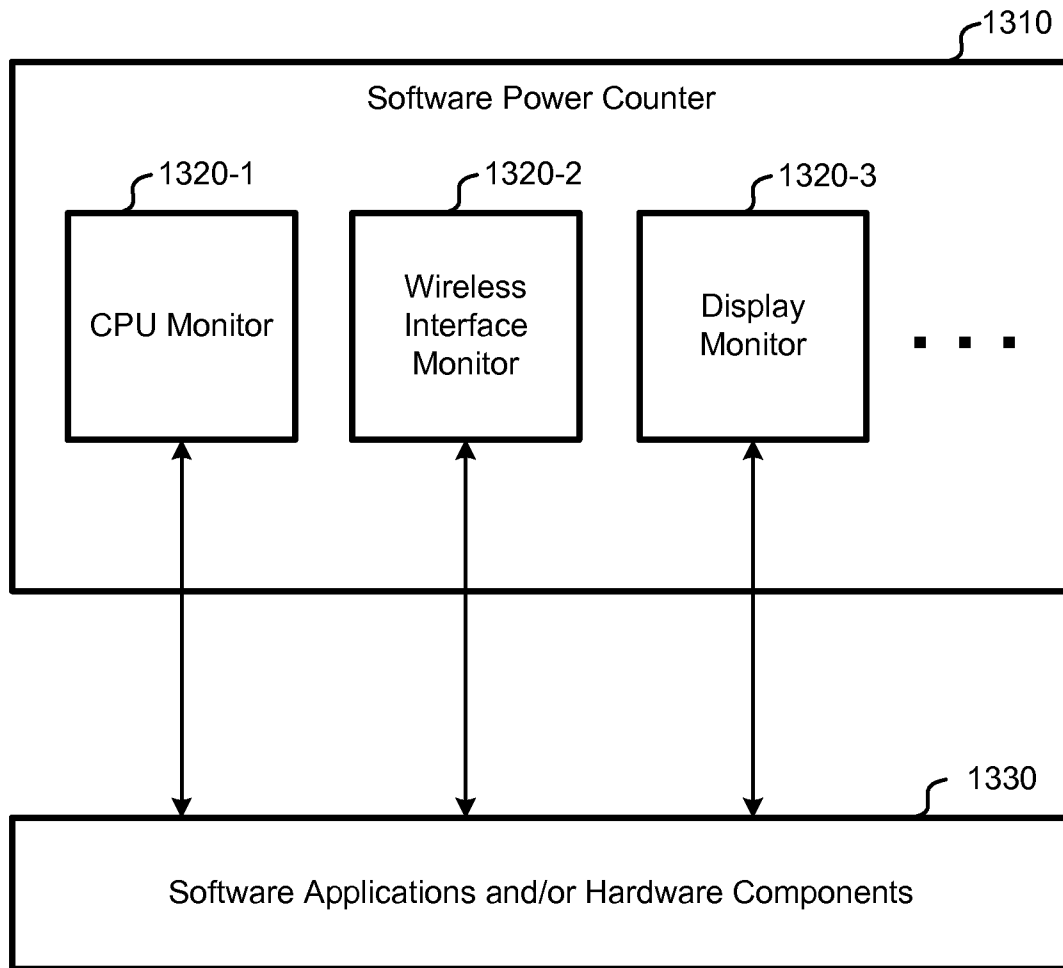 1310
Software Power Counter
1320-1
1320-2
1320-3
CPU Monitor
Wireless
Interface
Monitor
Display
Monitor
1330
Software Applications and/or Hardware Components